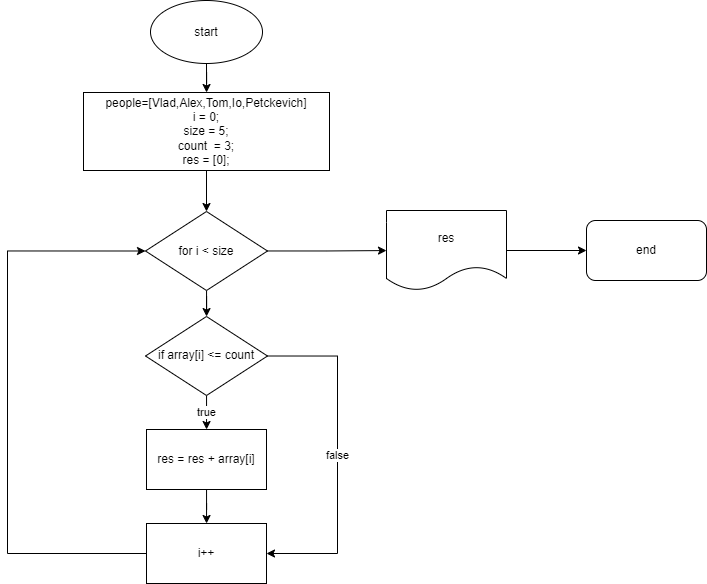 start
people=[Vlad,Alex,Tom,Io,Petckevich]
i = 0;
size = 5;
count = 3;
res = [0];
for i < size
res
end
if array[i] <= count
true
false
res = res + array[i]
i++